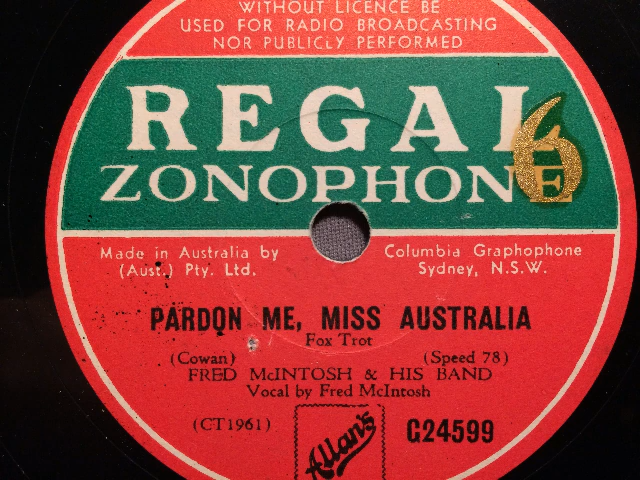 WITHOUT LICENCE BE
USED FOR RADIO BROADCASTING
NOR PUBLICLY PERFORMED
REGAL
6
ZONOPHONE
Made in Australia by Columbia Graphophone
(Aust.) Pty. Ltd. Sydney, N.S.W.
PARDON ME, MISS AUSTRALIA
Fox Trot
(Cowan) (Speed 78)
FRED McINTOSH & HIS BAND
Vocal by Fred McIntosh
(CT1961) Allan's G24599